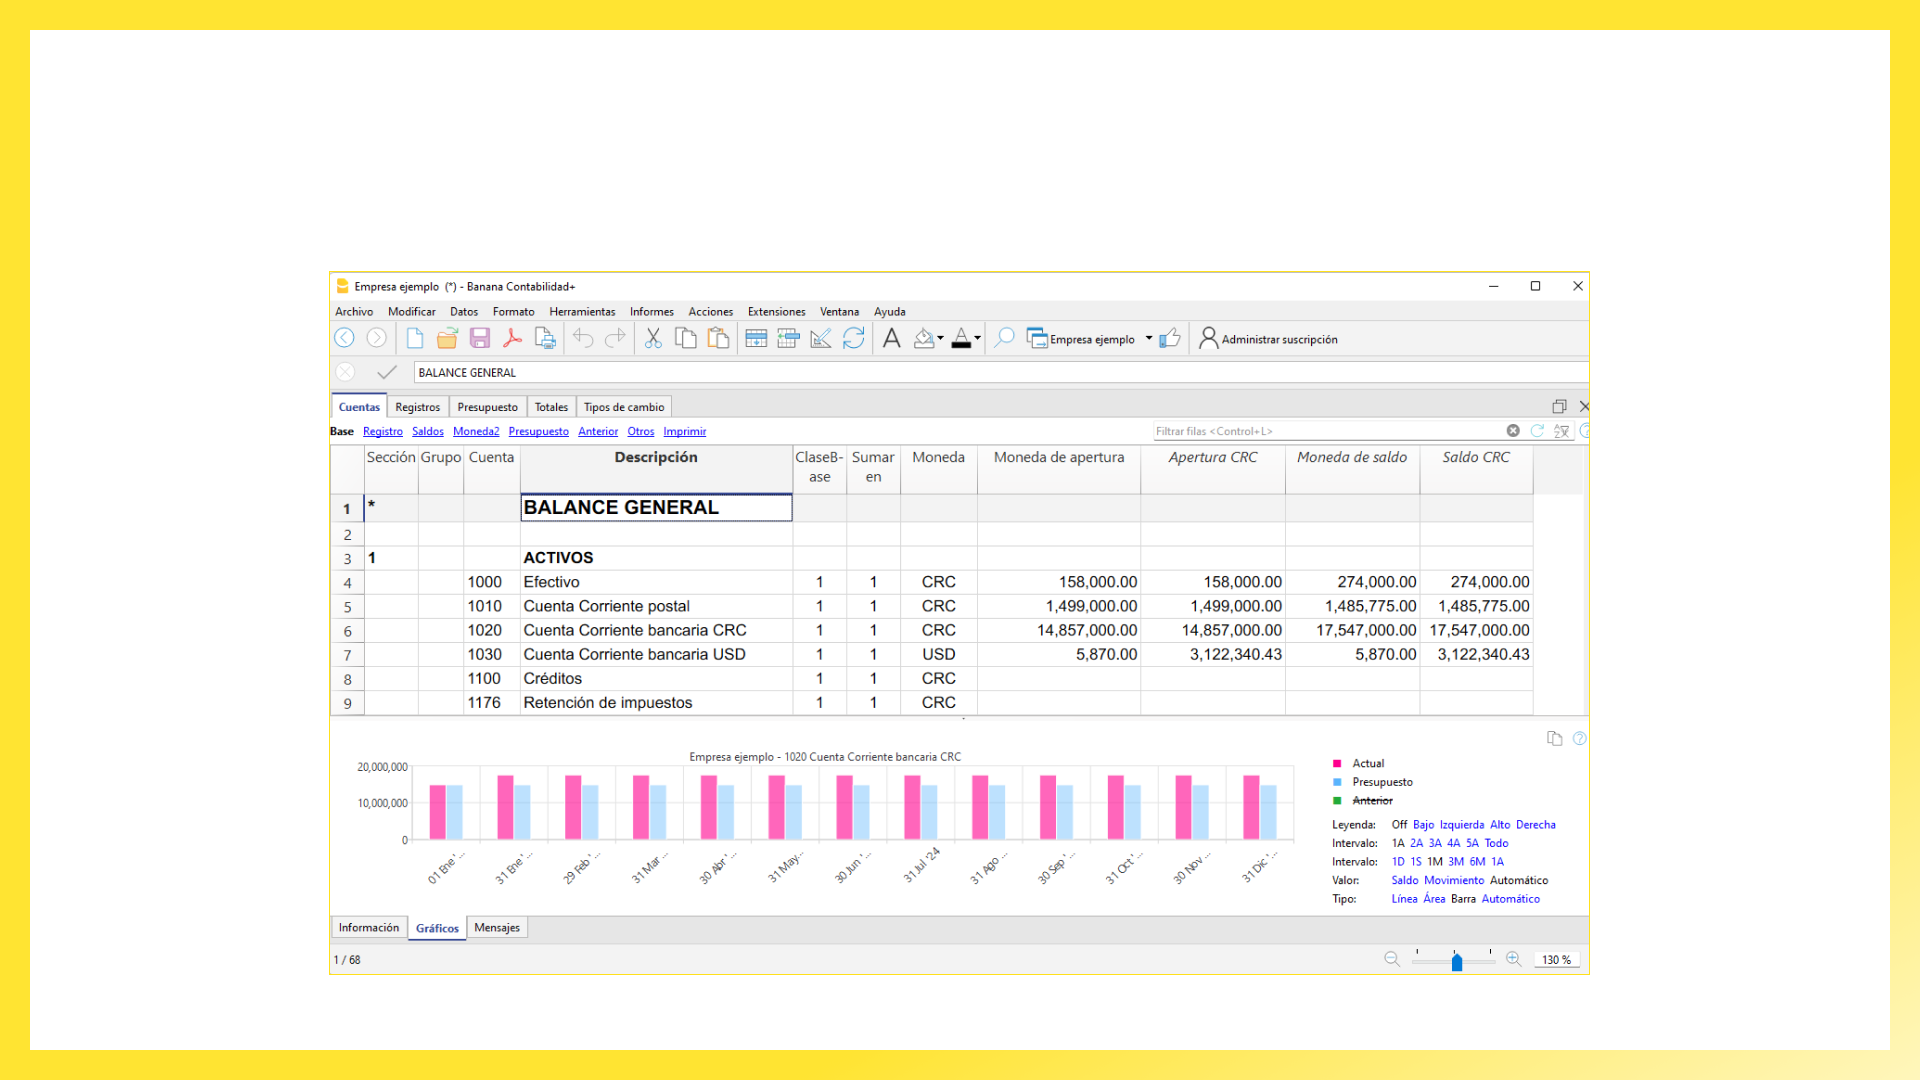 Empresa ejemplo (*) - Banana Contabilidad+
Archivo Modificar Datos Formato Herramientas Informes Acciones Extensiones Ventana Ayuda
Empresa ejemplo Administrar suscripción
BALANCE GENERAL
Cuentas Registros Presupuesto Totales Tipos de cambio
Base Registro Saldos Moneda2 Presupuesto Anterior Otros Imprimir Filtrar filas <Control+L>
Sección Grupo Cuenta Descripción ClaseB- Sumar Moneda Moneda de apertura Apertura CRC Moneda de saldo Saldo CRC
ase en
1 * BALANCE GENERAL
2
3 1 ACTIVOS
4 1000 Efectivo 1 1 CRC 158,000.00 158,000.00 274,000.00 274,000.00
5 1010 Cuenta Corriente postal 1 1 CRC 1,499,000.00 1,499,000.00 1,485,775.00 1,485,775.00
6 1020 Cuenta Corriente bancaria CRC 1 1 CRC 14,857,000.00 14,857,000.00 17,547,000.00 17,547,000.00
7 1030 Cuenta Corriente bancaria USD 1 1 USD 5,870.00 3,122,340.43 5,870.00 3,122,340.43
8 1100 Créditos 1 1 CRC
9 1176 Retención de impuestos 1 1 CRC
Empresa ejemplo - 1020 Cuenta Corriente bancaria CRC
20,000,000
10,000,000
0
01 Ene '... 31 Ene '... 29 Feb '... 31 Mar ... 30 Abr '... 31 May... 30 Jun '... 31 Jul '24 31 Ago ... 30 Sep '... 31 Oct '... 30 Nov ... 31 Dic '...
Actual
Presupuesto
Anterior
Leyenda: Off Bajo Izquierda Alto Derecha
Intervalo: 1A 2A 3A 4A 5A Todo
Intervalo: 1D 1S 1M 3M 6M 1A
Valor: Saldo Movimiento Automático
Tipo: Línea Área Barra Automático
Información Gráficos Mensajes
1 / 68 130 %